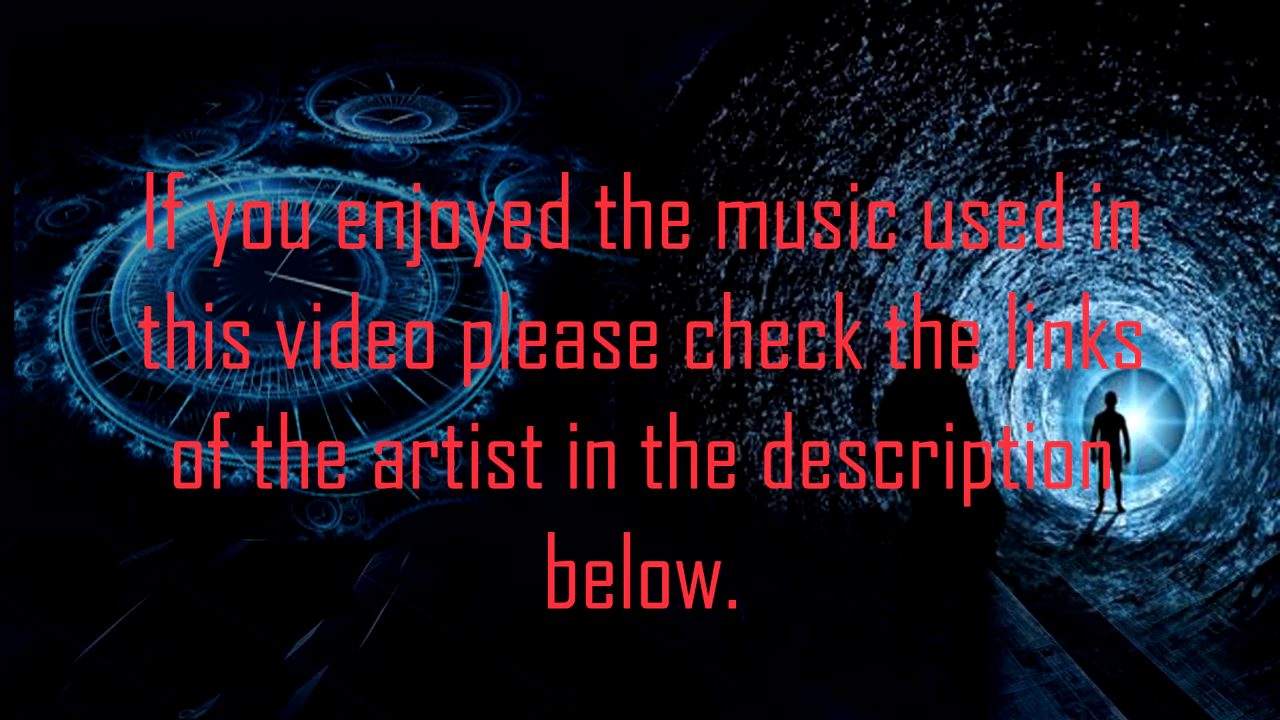 If you enjoyed the music used in
this video please check the links
of the artist in the description
below.